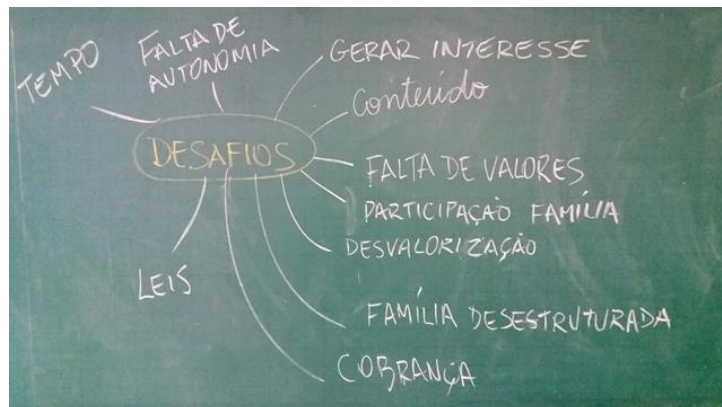 TEMPO
FALTA DE
AUTONOMIA
GERAR INTERESSE
Conteúdo
DESAFIOS
FALTA DE VALORES
PARTICIPAÇÃO FAMÍLIA
DESVALORIZAÇÃO
LEIS
FAMÍLIA DESESTRUTURADA
COBRANÇA